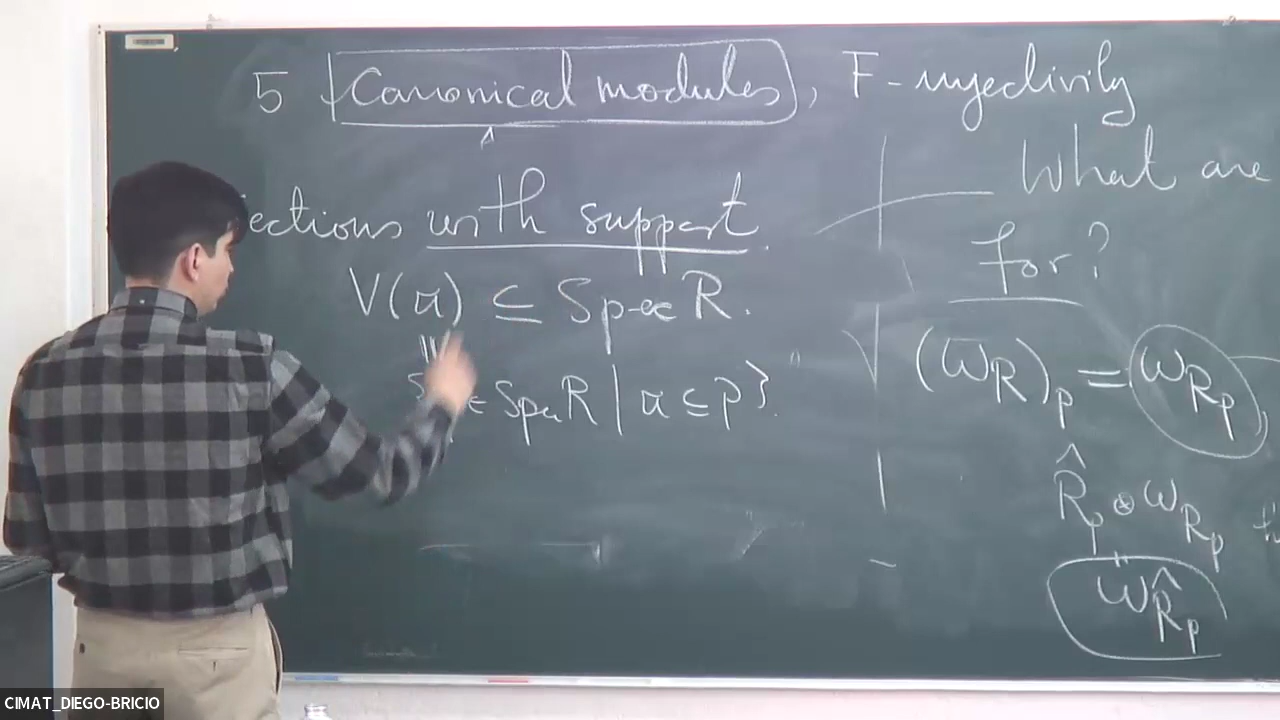 5 Canonical modules, F-injectivity
ections with support.
V(𝔞) ⊆ Spec R.
∈ Spec R | 𝔞 ⊆ p}.
What are
for?
(ω_R)_p = ω_{R_p}
R̂_p ⊗ ω_{R_p}
ω_{R̂_p}
CIMAT_DIEGO-BRICIO